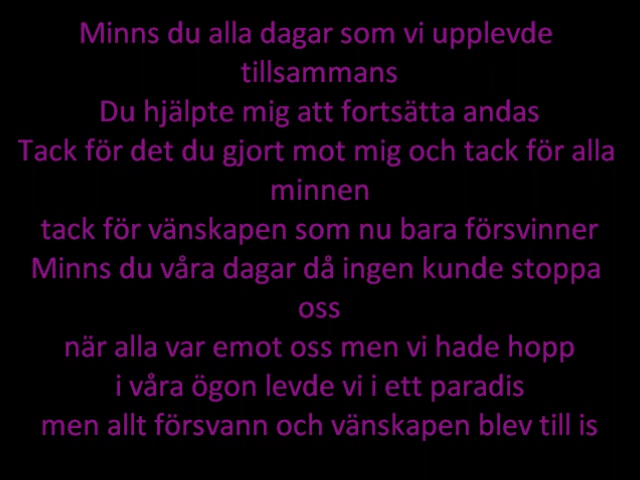 Minns du alla dagar som vi upplevde
tillsammans
Du hjälpte mig att fortsätta andas
Tack för det du gjort mot mig och tack för alla
minnen
tack för vänskapen som nu bara försvinner
Minns du våra dagar då ingen kunde stoppa
oss
när alla var emot oss men vi hade hopp
i våra ögon levde vi i ett paradis
men allt försvann och vänskapen blev till is